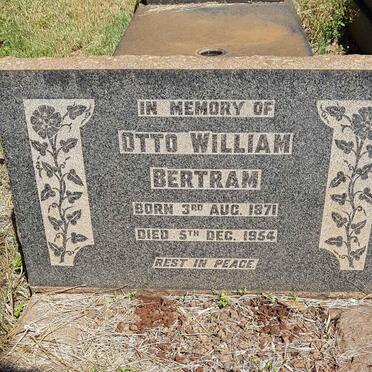 IN MEMORY OF
OTTO WILLIAM
BERTRAM
BORN 3RD AUG. 1871
DIED 5TH DEC. 1954
REST IN PEACE